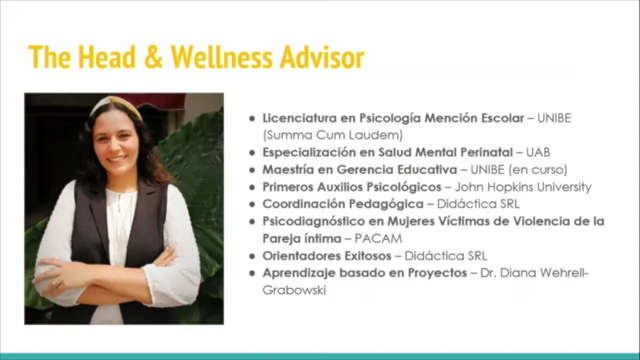 The Head & Wellness Advisor
● Licenciatura en Psicología Mención Escolar – UNIBE
(Summa Cum Laudem)
● Especialización en Salud Mental Perinatal – UAB
● Maestría en Gerencia Educativa – UNIBE (en curso)
● Primeros Auxilios Psicológicos – John Hopkins University
● Coordinación Pedagógica – Didáctica SRL
● Psicodiagnóstico en Mujeres Víctimas de Violencia de la
Pareja íntima – PACAM
● Orientadores Exitosos – Didáctica SRL
● Aprendizaje basado en Proyectos – Dr. Diana Wehrell-
Grabowski